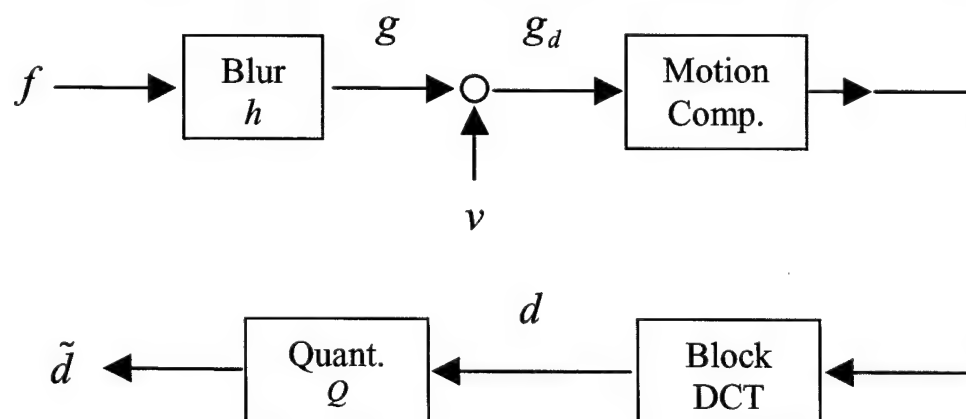 f
Blur
h
g
g_d
v
Motion
Comp.
d̃
Quant.
Q
d
Block
DCT